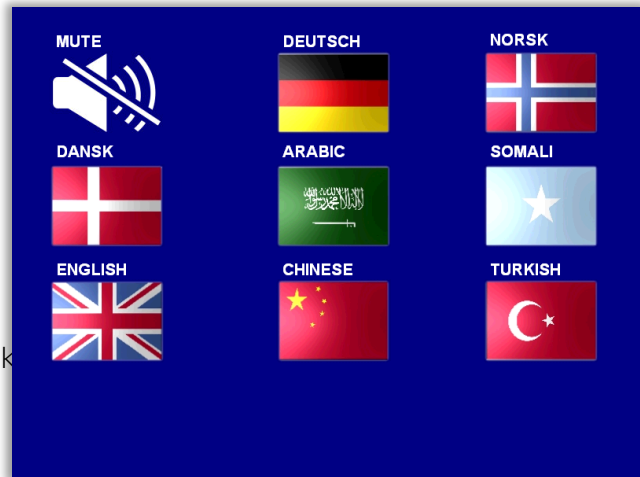 MUTE
DEUTSCH
NORSK
DANSK
ARABIC
SOMALI
ENGLISH
CHINESE
TURKISH
k